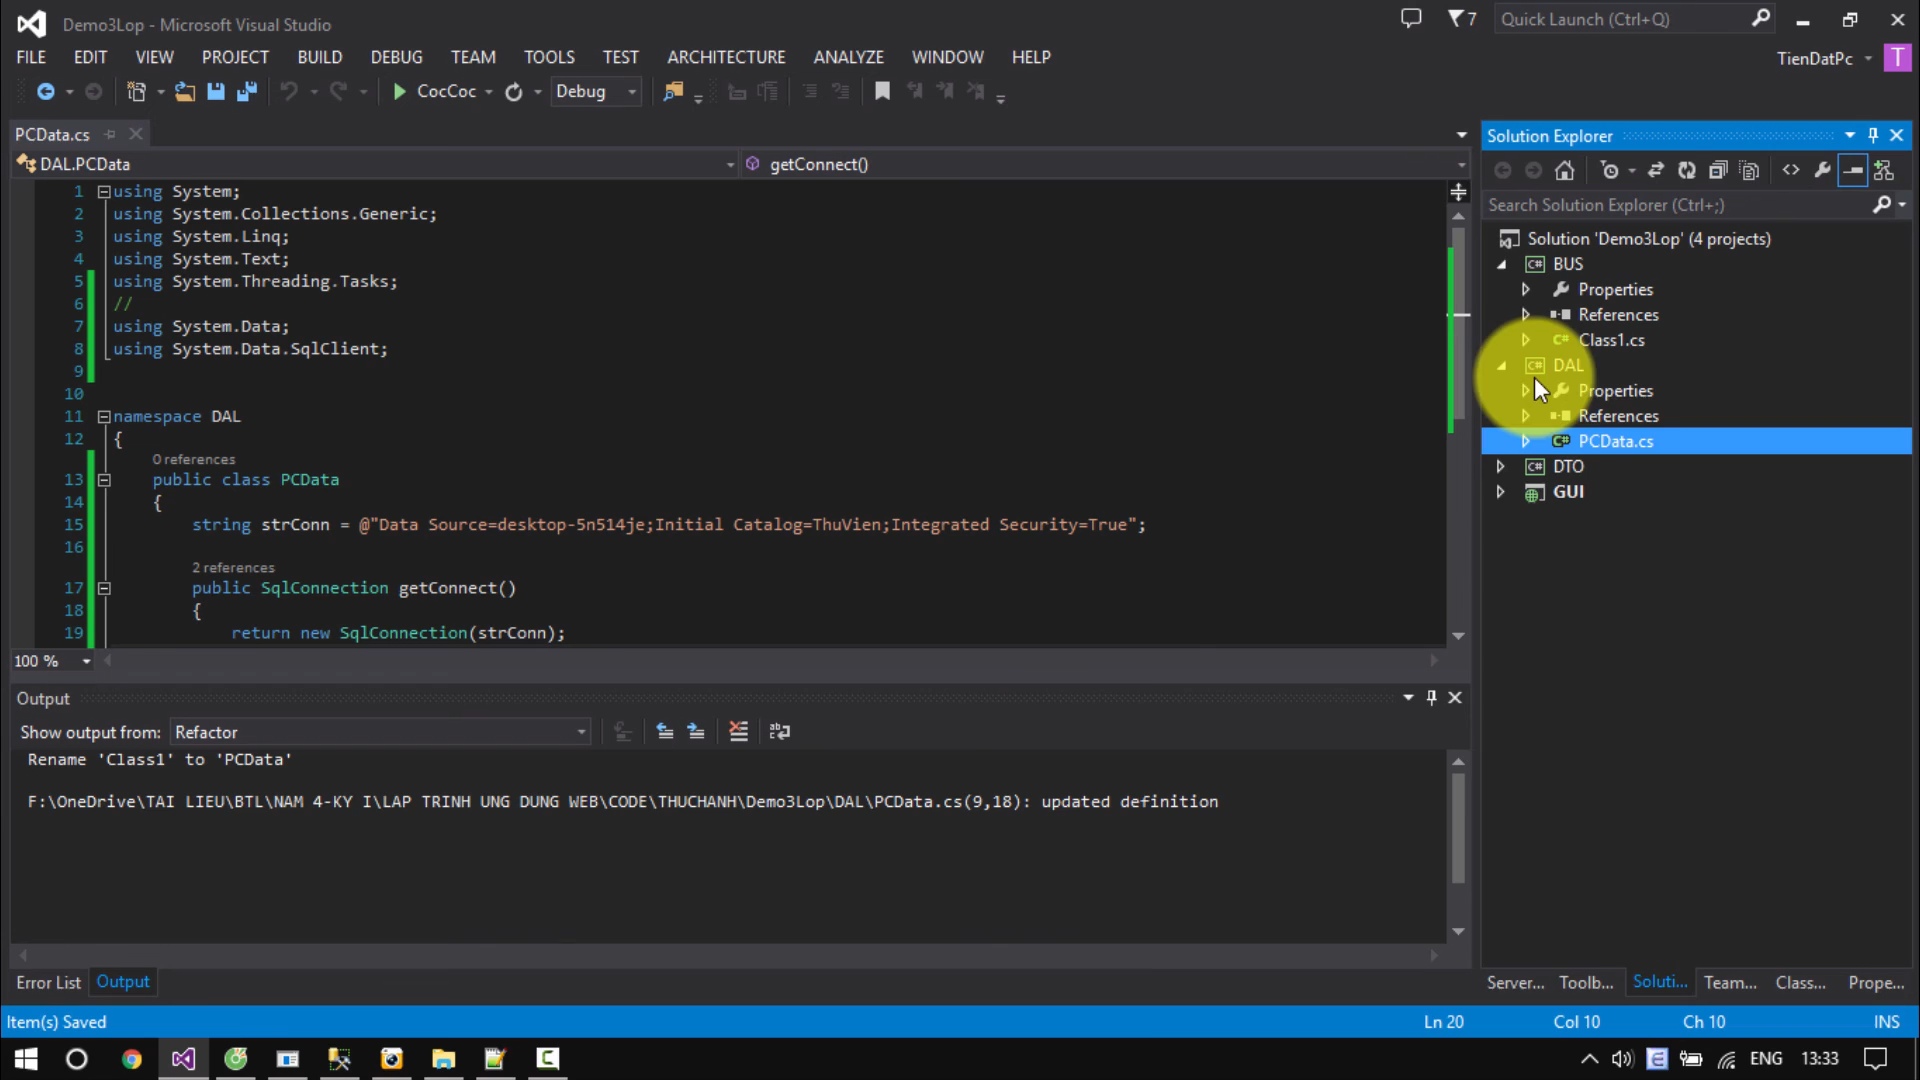 Demo3Lop - Microsoft Visual Studio
7
Quick Launch (Ctrl+Q)
FILE EDIT VIEW PROJECT BUILD DEBUG TEAM TOOLS TEST ARCHITECTURE ANALYZE WINDOW HELP
TienDatPc
T
CocCoc
Debug
PCData.cs
DAL.PCData
getConnect()
1 using System;
2 using System.Collections.Generic;
3 using System.Linq;
4 using System.Text;
5 using System.Threading.Tasks;
6 //
7 using System.Data;
8 using System.Data.SqlClient;
9
10
11 namespace DAL
12 {
0 references
13 public class PCData
14 {
15 string strConn = @"Data Source=desktop-5n514je;Initial Catalog=ThuVien;Integrated Security=True";
16
2 references
17 public SqlConnection getConnect()
18 {
19 return new SqlConnection(strConn);
100 %
Output
Show output from: Refactor
Rename 'Class1' to 'PCData'
F:\OneDrive\TAI LIEU\BTL\NAM 4-KY I\LAP TRINH UNG DUNG WEB\CODE\THUCHANH\Demo3Lop\DAL\PCData.cs(9,18): updated definition
Error List Output
Solution Explorer
Search Solution Explorer (Ctrl+;)
Solution 'Demo3Lop' (4 projects)
C# BUS
Properties
References
C# Class1.cs
C# DAL
Properties
References
C# PCData.cs
C# DTO
GUI
Server... Toolb... Soluti... Team... Class... Prope...
Item(s) Saved
Ln 20 Col 10 Ch 10 INS
ENG 13:33